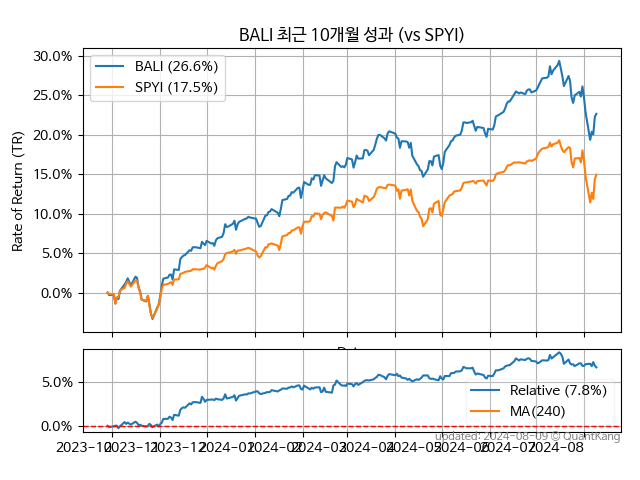 BALI 최근 10개월 성과 (vs SPYI)
30.0%
BALI (26.6%)
SPYI (17.5%)
25.0%
20.0%
15.0%
10.0%
5.0%
0.0%
Rate of Return (TR)
5.0%
0.0%
Relative (7.8%)
MA(240)
updated: 2024-08-09 © QuantKang
2023-10 2023-11 2023-12 2024-01 2024-02 2024-03 2024-04 2024-05 2024-06 2024-07 2024-08